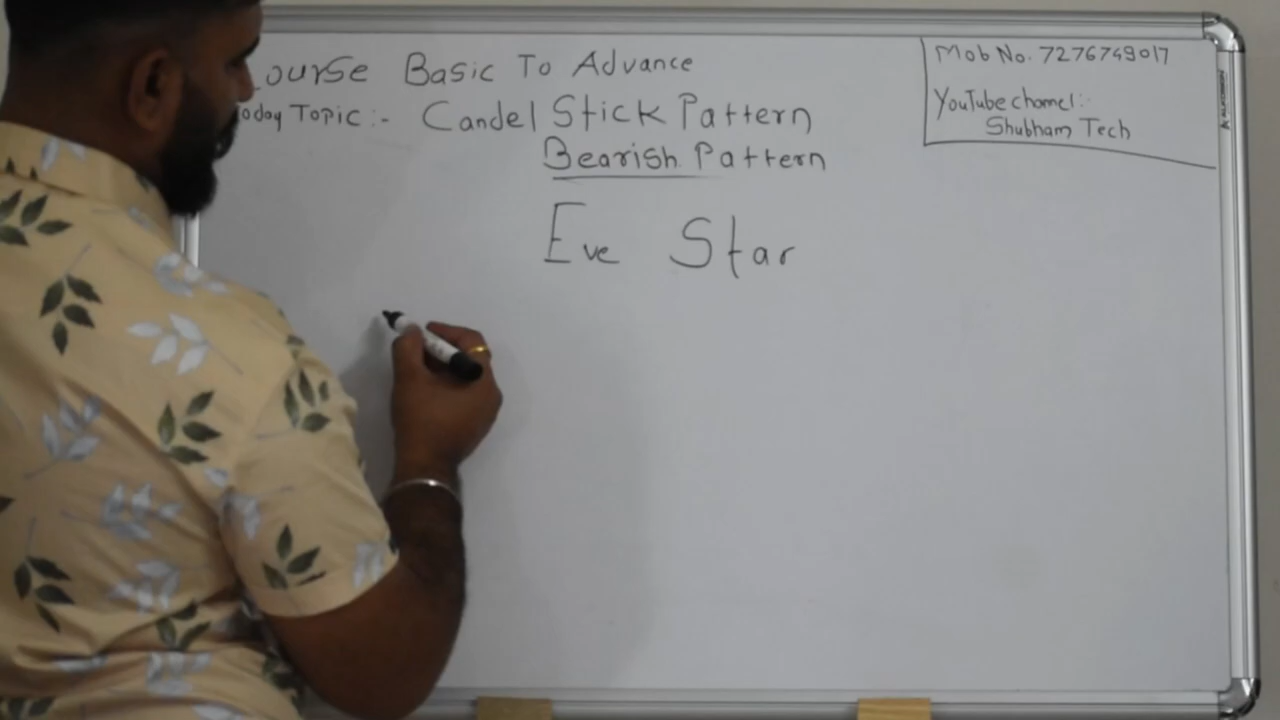 ourse Basic To Advance
oday Topic :- Candel Stick Pattern
Bearish Pattern
Eve Star
Mob No. 7276749017
YouTube channel :-
Shubham Tech